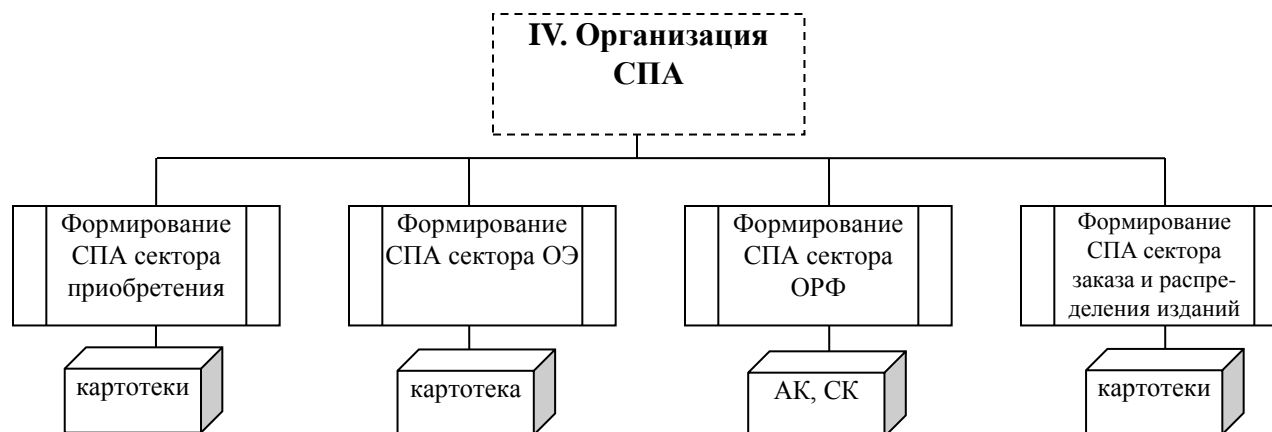 IV. Организация
СПА
Формирование
СПА сектора
приобретения
Формирование
СПА сектора ОЭ
Формирование
СПА сектора
ОРФ
Формирование
СПА сектора
заказа и распре-
деления изданий
картотеки
картотека
АК, СК
картотеки